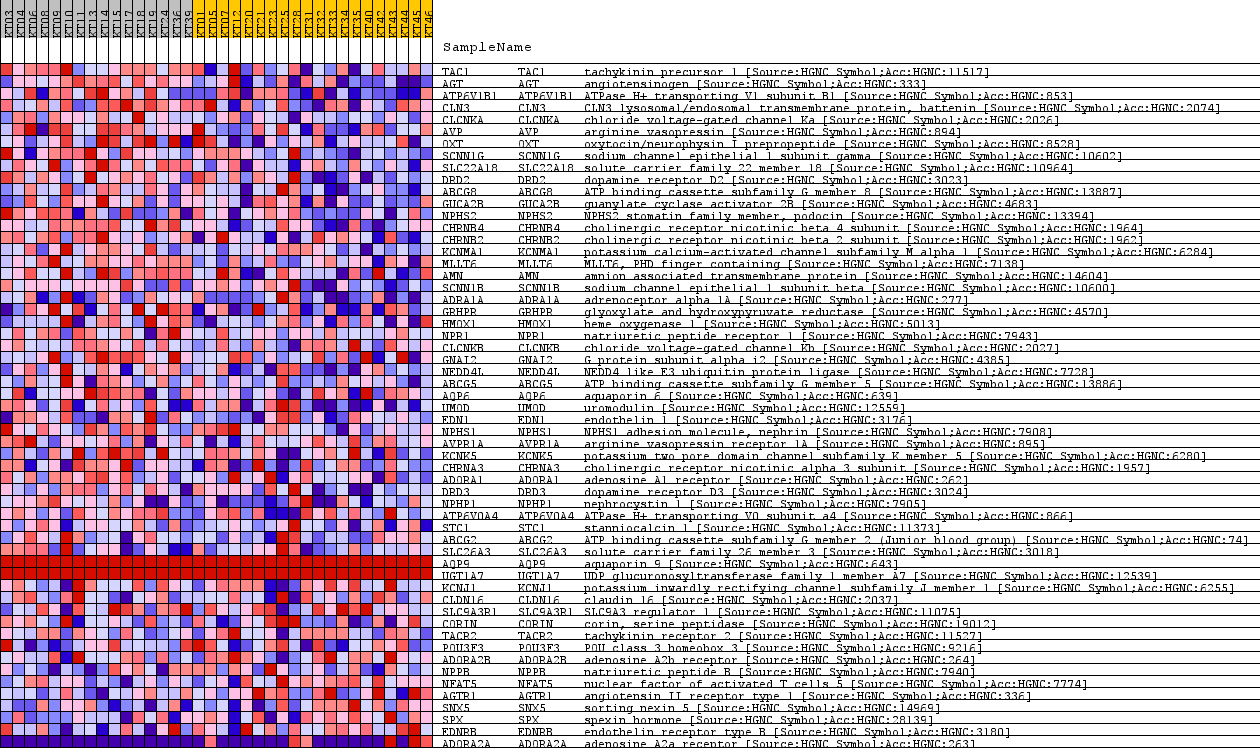 KT03 KT04 KT06 KT08 KT09 KT10 KT11 KT13 KT14 KT15 KT17 KT18 KT19 KT24 KT36 KT39 KT01 KT05 KT07 KT12 KT20 KT21 KT23 KT25 KT28 KT31 KT32 KT33 KT34 KT35 KT40 KT42 KT43 KT44 KT45 KT46
SampleName
TAC1 TAC1 tachykinin precursor 1 [Source:HGNC Symbol;Acc:HGNC:11517]
AGT AGT angiotensinogen [Source:HGNC Symbol;Acc:HGNC:333]
ATP6V1B1 ATP6V1B1 ATPase H+ transporting V1 subunit B1 [Source:HGNC Symbol;Acc:HGNC:853]
CLN3 CLN3 CLN3 lysosomal/endosomal transmembrane protein, battenin [Source:HGNC Symbol;Acc:HGNC:2074]
CLCNKA CLCNKA chloride voltage-gated channel Ka [Source:HGNC Symbol;Acc:HGNC:2026]
AVP AVP arginine vasopressin [Source:HGNC Symbol;Acc:HGNC:894]
OXT OXT oxytocin/neurophysin I prepropeptide [Source:HGNC Symbol;Acc:HGNC:8528]
SCNN1G SCNN1G sodium channel epithelial 1 subunit gamma [Source:HGNC Symbol;Acc:HGNC:10602]
SLC22A18 SLC22A18 solute carrier family 22 member 18 [Source:HGNC Symbol;Acc:HGNC:10964]
DRD2 DRD2 dopamine receptor D2 [Source:HGNC Symbol;Acc:HGNC:3023]
ABCG8 ABCG8 ATP binding cassette subfamily G member 8 [Source:HGNC Symbol;Acc:HGNC:13887]
GUCA2B GUCA2B guanylate cyclase activator 2B [Source:HGNC Symbol;Acc:HGNC:4683]
NPHS2 NPHS2 NPHS2 stomatin family member, podocin [Source:HGNC Symbol;Acc:HGNC:13394]
CHRNB4 CHRNB4 cholinergic receptor nicotinic beta 4 subunit [Source:HGNC Symbol;Acc:HGNC:1964]
CHRNB2 CHRNB2 cholinergic receptor nicotinic beta 2 subunit [Source:HGNC Symbol;Acc:HGNC:1962]
KCNMA1 KCNMA1 potassium calcium-activated channel subfamily M alpha 1 [Source:HGNC Symbol;Acc:HGNC:6284]
MLLT6 MLLT6 MLLT6, PHD finger containing [Source:HGNC Symbol;Acc:HGNC:7138]
AMN AMN amnion associated transmembrane protein [Source:HGNC Symbol;Acc:HGNC:14604]
SCNN1B SCNN1B sodium channel epithelial 1 subunit beta [Source:HGNC Symbol;Acc:HGNC:10600]
ADRA1A ADRA1A adrenoceptor alpha 1A [Source:HGNC Symbol;Acc:HGNC:277]
GRHPR GRHPR glyoxylate and hydroxypyruvate reductase [Source:HGNC Symbol;Acc:HGNC:4570]
HMOX1 HMOX1 heme oxygenase 1 [Source:HGNC Symbol;Acc:HGNC:5013]
NPR1 NPR1 natriuretic peptide receptor 1 [Source:HGNC Symbol;Acc:HGNC:7943]
CLCNKB CLCNKB chloride voltage-gated channel Kb [Source:HGNC Symbol;Acc:HGNC:2027]
GNAI2 GNAI2 G protein subunit alpha i2 [Source:HGNC Symbol;Acc:HGNC:4385]
NEDD4L NEDD4L NEDD4 like E3 ubiquitin protein ligase [Source:HGNC Symbol;Acc:HGNC:7728]
ABCG5 ABCG5 ATP binding cassette subfamily G member 5 [Source:HGNC Symbol;Acc:HGNC:13886]
AQP6 AQP6 aquaporin 6 [Source:HGNC Symbol;Acc:HGNC:639]
UMOD UMOD uromodulin [Source:HGNC Symbol;Acc:HGNC:12559]
EDN1 EDN1 endothelin 1 [Source:HGNC Symbol;Acc:HGNC:3176]
NPHS1 NPHS1 NPHS1 adhesion molecule, nephrin [Source:HGNC Symbol;Acc:HGNC:7908]
AVPR1A AVPR1A arginine vasopressin receptor 1A [Source:HGNC Symbol;Acc:HGNC:895]
KCNK5 KCNK5 potassium two pore domain channel subfamily K member 5 [Source:HGNC Symbol;Acc:HGNC:6280]
CHRNA3 CHRNA3 cholinergic receptor nicotinic alpha 3 subunit [Source:HGNC Symbol;Acc:HGNC:1957]
ADORA1 ADORA1 adenosine A1 receptor [Source:HGNC Symbol;Acc:HGNC:262]
DRD3 DRD3 dopamine receptor D3 [Source:HGNC Symbol;Acc:HGNC:3024]
NPHP1 NPHP1 nephrocystin 1 [Source:HGNC Symbol;Acc:HGNC:7905]
ATP6V0A4 ATP6V0A4 ATPase H+ transporting V0 subunit a4 [Source:HGNC Symbol;Acc:HGNC:866]
STC1 STC1 stanniocalcin 1 [Source:HGNC Symbol;Acc:HGNC:11373]
ABCG2 ABCG2 ATP binding cassette subfamily G member 2 (Junior blood group) [Source:HGNC Symbol;Acc:HGNC:74]
SLC26A3 SLC26A3 solute carrier family 26 member 3 [Source:HGNC Symbol;Acc:HGNC:3018]
AQP9 AQP9 aquaporin 9 [Source:HGNC Symbol;Acc:HGNC:643]
UGT1A7 UGT1A7 UDP glucuronosyltransferase family 1 member A7 [Source:HGNC Symbol;Acc:HGNC:12539]
KCNJ1 KCNJ1 potassium inwardly rectifying channel subfamily J member 1 [Source:HGNC Symbol;Acc:HGNC:6255]
CLDN16 CLDN16 claudin 16 [Source:HGNC Symbol;Acc:HGNC:2037]
SLC9A3R1 SLC9A3R1 SLC9A3 regulator 1 [Source:HGNC Symbol;Acc:HGNC:11075]
CORIN CORIN corin, serine peptidase [Source:HGNC Symbol;Acc:HGNC:19012]
TACR2 TACR2 tachykinin receptor 2 [Source:HGNC Symbol;Acc:HGNC:11527]
POU3F3 POU3F3 POU class 3 homeobox 3 [Source:HGNC Symbol;Acc:HGNC:9216]
ADORA2B ADORA2B adenosine A2b receptor [Source:HGNC Symbol;Acc:HGNC:264]
NPPB NPPB natriuretic peptide B [Source:HGNC Symbol;Acc:HGNC:7940]
NFAT5 NFAT5 nuclear factor of activated T cells 5 [Source:HGNC Symbol;Acc:HGNC:7774]
AGTR1 AGTR1 angiotensin II receptor type 1 [Source:HGNC Symbol;Acc:HGNC:336]
SNX5 SNX5 sorting nexin 5 [Source:HGNC Symbol;Acc:HGNC:14969]
SPX SPX spexin hormone [Source:HGNC Symbol;Acc:HGNC:28139]
EDNRB EDNRB endothelin receptor type B [Source:HGNC Symbol;Acc:HGNC:3180]
ADORA2A ADORA2A adenosine A2a receptor [Source:HGNC Symbol;Acc:HGNC:263]